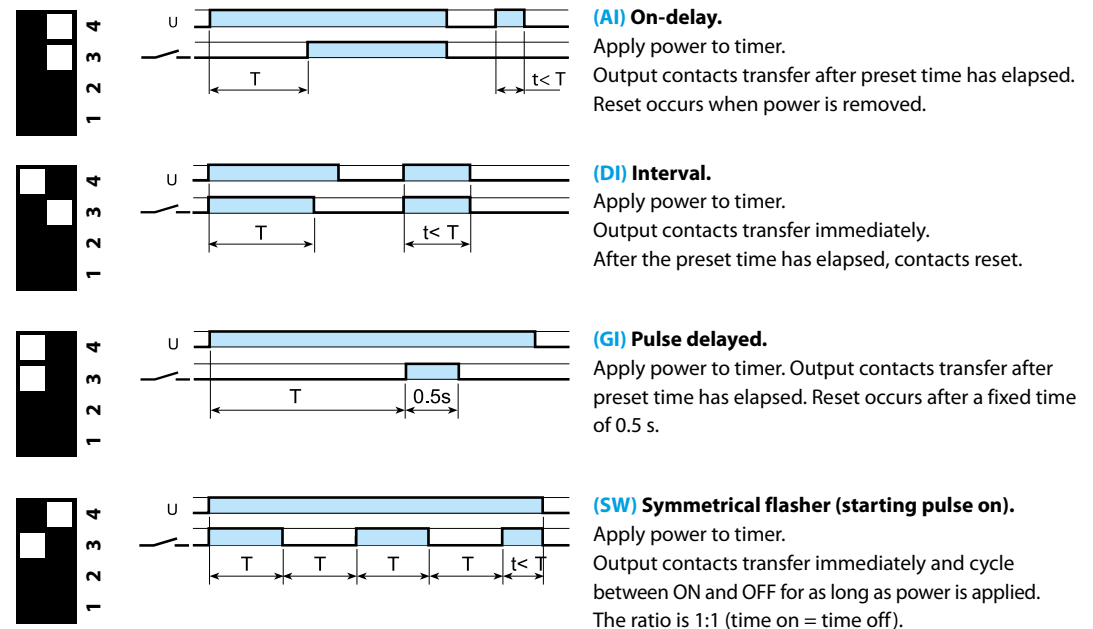 4
3
2
1
U
T
t< T
(AI) On-delay.
Apply power to timer.
Output contacts transfer after preset time has elapsed.
Reset occurs when power is removed.
4
3
2
1
U
T
t< T
(DI) Interval.
Apply power to timer.
Output contacts transfer immediately.
After the preset time has elapsed, contacts reset.
4
3
2
1
U
T
0.5s
(GI) Pulse delayed.
Apply power to timer. Output contacts transfer after
preset time has elapsed. Reset occurs after a fixed time
of 0.5 s.
4
3
2
1
U
T T T T t< T
(SW) Symmetrical flasher (starting pulse on).
Apply power to timer.
Output contacts transfer immediately and cycle
between ON and OFF for as long as power is applied.
The ratio is 1:1 (time on = time off).